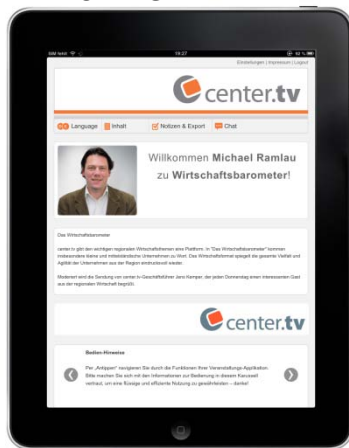 19:27
Einstellungen | Impressum | Logout
center.tv
Language Inhalt Notizen & Export Chat
Willkommen Michael Ramlau
zu Wirtschaftsbarometer!
Das Wirtschaftsbarometer
center.tv gibt den wichtigen regionalen Wirtschaftsthemen eine Plattform. In "Das Wirtschaftsbarometer" kommen
insbesondere kleine und mittelständische Unternehmen zu Wort. Das Wirtschaftsformat spiegelt die gesamte Vielfalt und
Agilität der Unternehmen aus der Region eindrucksvoll wieder.
Moderiert wird die Sendung von center.tv-Geschäftsführer Jens Kemper, der jeden Donnerstag einen interessanten Gast
aus der regionalen Wirtschaft begrüßt.
center.tv
Bedien-Hinweise
Per „Antippen" navigieren Sie durch die Funktionen Ihrer Veranstaltungs-Applikation.
Bitte machen Sie sich mit den Informationen zur Bedienung in diesem Karussell
vertraut, um eine flüssige und effiziente Nutzung zu gewährleisten – danke!